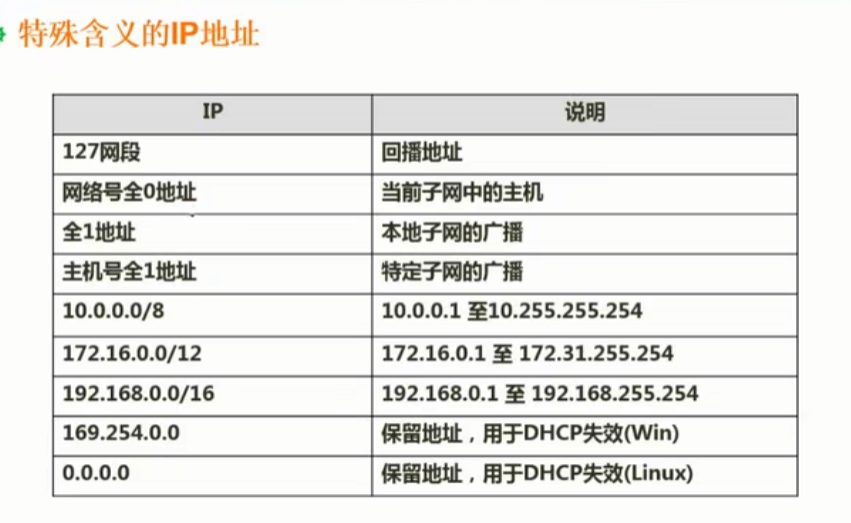 特殊含义的IP地址
IP 说明
127网段 回播地址
网络号全0地址 当前子网中的主机
全1地址 本地子网的广播
主机号全1地址 特定子网的广播
10.0.0.0/8 10.0.0.1 至10.255.255.254
172.16.0.0/12 172.16.0.1 至 172.31.255.254
192.168.0.0/16 192.168.0.1 至 192.168.255.254
169.254.0.0 保留地址，用于DHCP失效(Win)
0.0.0.0 保留地址，用于DHCP失效(Linux)